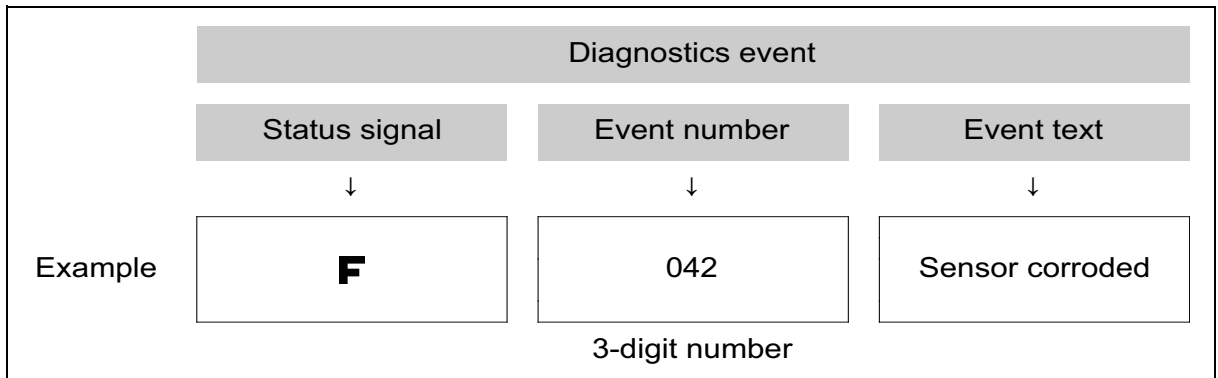 Diagnostics event
Status signal Event number Event text
↓ ↓ ↓
Example F 042 Sensor corroded
3-digit number